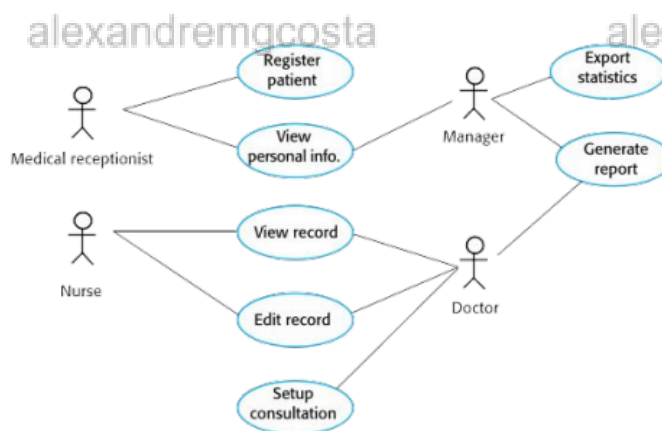 alexandremgcosta
ale
Register
patient
Export
statistics
Medical receptionist
View
personal info.
Manager
Generate
report
View record
Nurse
Edit record
Doctor
Setup
consultation